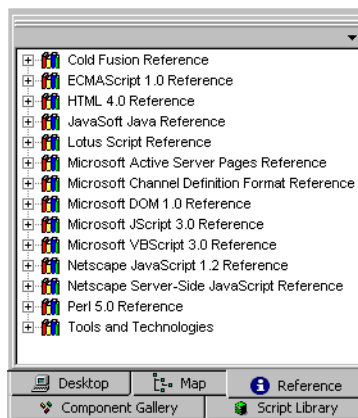 Cold Fusion Reference
ECMAScript 1.0 Reference
HTML 4.0 Reference
JavaSoft Java Reference
Lotus Script Reference
Microsoft Active Server Pages Reference
Microsoft Channel Definition Format Reference
Microsoft DOM 1.0 Reference
Microsoft JScript 3.0 Reference
Microsoft VBScript 3.0 Reference
Netscape JavaScript 1.2 Reference
Netscape Server-Side JavaScript Reference
Perl 5.0 Reference
Tools and Technologies
Desktop Map Reference
Component Gallery Script Library